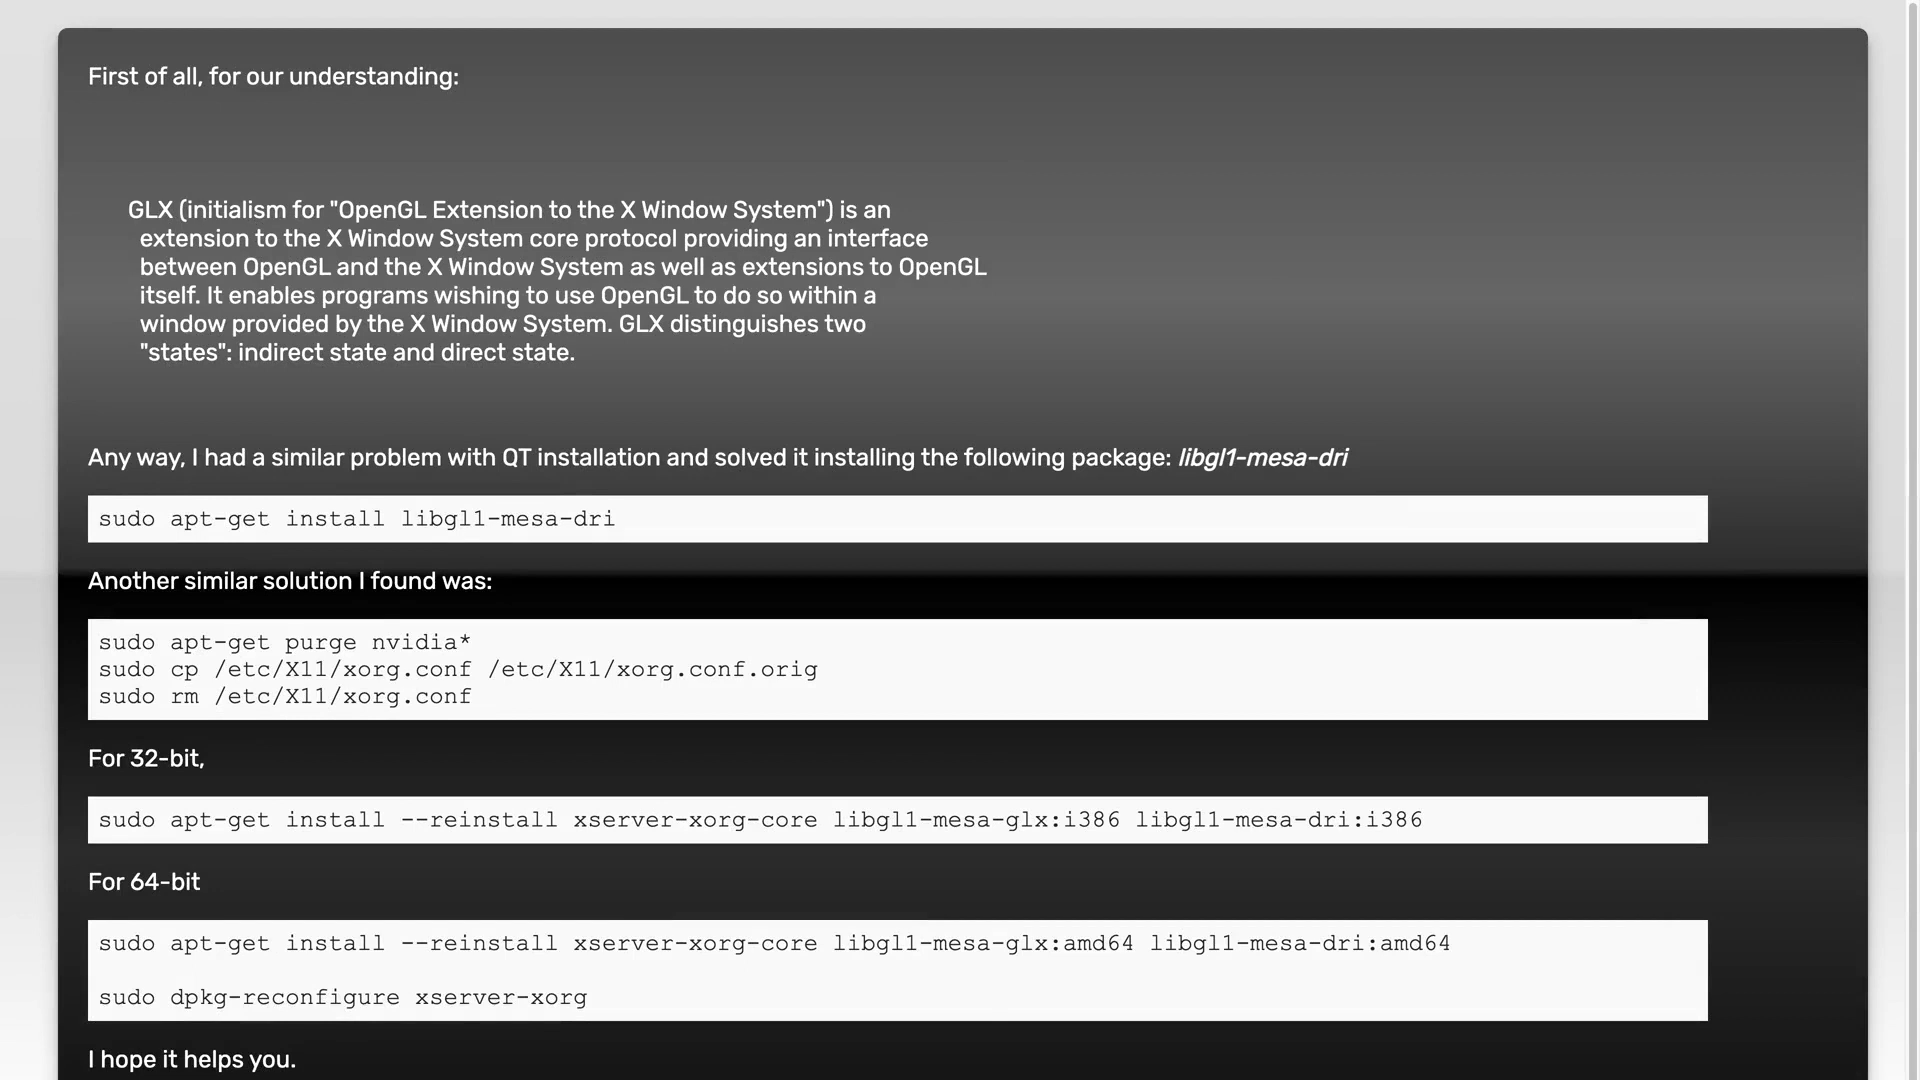 First of all, for our understanding:
GLX (initialism for "OpenGL Extension to the X Window System") is an
extension to the X Window System core protocol providing an interface
between OpenGL and the X Window System as well as extensions to OpenGL
itself. It enables programs wishing to use OpenGL to do so within a
window provided by the X Window System. GLX distinguishes two
"states": indirect state and direct state.
Any way, I had a similar problem with QT installation and solved it installing the following package: libgl1-mesa-dri
sudo apt-get install libgl1-mesa-dri
Another similar solution I found was:
sudo apt-get purge nvidia*
sudo cp /etc/X11/xorg.conf /etc/X11/xorg.conf.orig
sudo rm /etc/X11/xorg.conf
For 32-bit,
sudo apt-get install --reinstall xserver-xorg-core libgl1-mesa-glx:i386 libgl1-mesa-dri:i386
For 64-bit
sudo apt-get install --reinstall xserver-xorg-core libgl1-mesa-glx:amd64 libgl1-mesa-dri:amd64
sudo dpkg-reconfigure xserver-xorg
I hope it helps you.